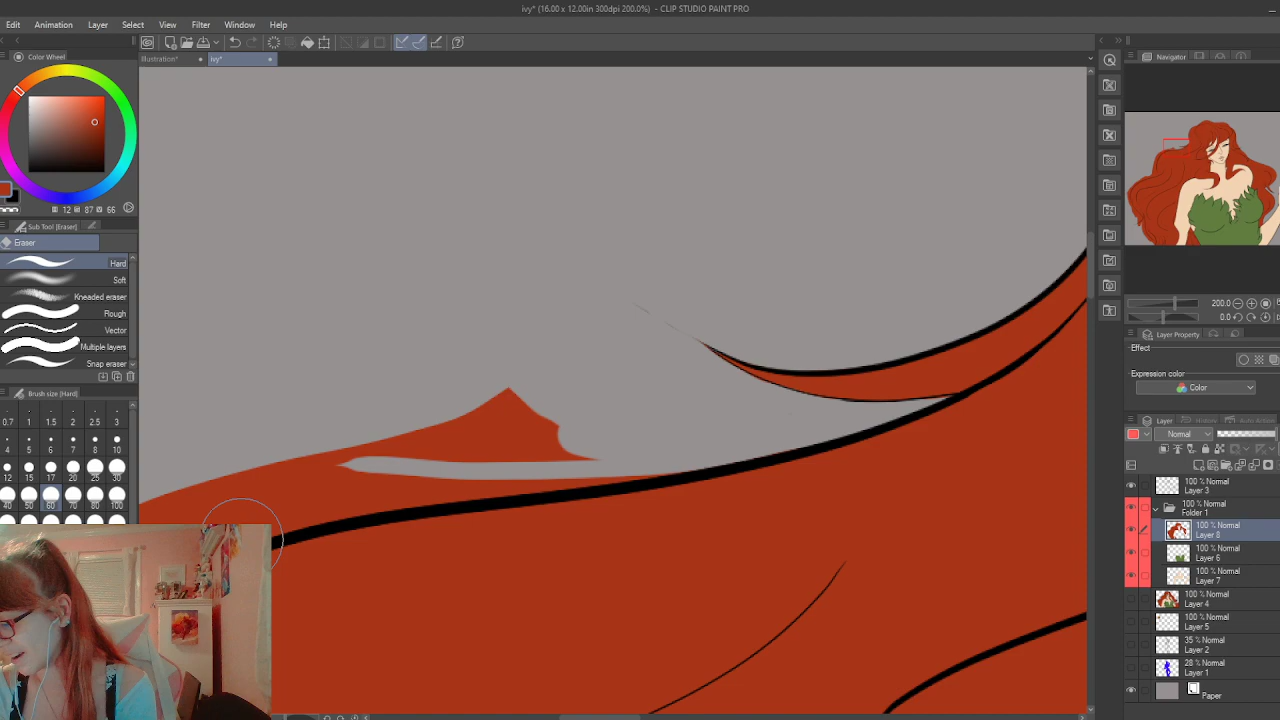 ivy* (16.00 x 12.00in 300dpi 200.0%) - CLIP STUDIO PAINT PRO
Edit Animation Layer Select View Filter Window Help
Color Wheel
Illustration*
ivy*
Navigator
12 87 66
Sub Tool [Eraser]
Eraser
Hard
Soft
Kneaded eraser
Rough
Vector
Multiple layers
Snap eraser
Brush size [Hard]
0.7 1 1.5 2 2.5 3
4 5 6 7 8 10
12 15 17 20 25 30
40 50 60 70 80 100
200.0
0.0
Layer Property
Effect
Expression color
Color
Layer
History
Auto Action
Normal
100 % Normal
Layer 3
100 % Normal
Folder 1
100 % Normal
Layer 8
100 % Normal
Layer 6
100 % Normal
Layer 7
100 % Normal
Layer 4
100 % Normal
Layer 5
35 % Normal
Layer 2
28 % Normal
Layer 1
Paper